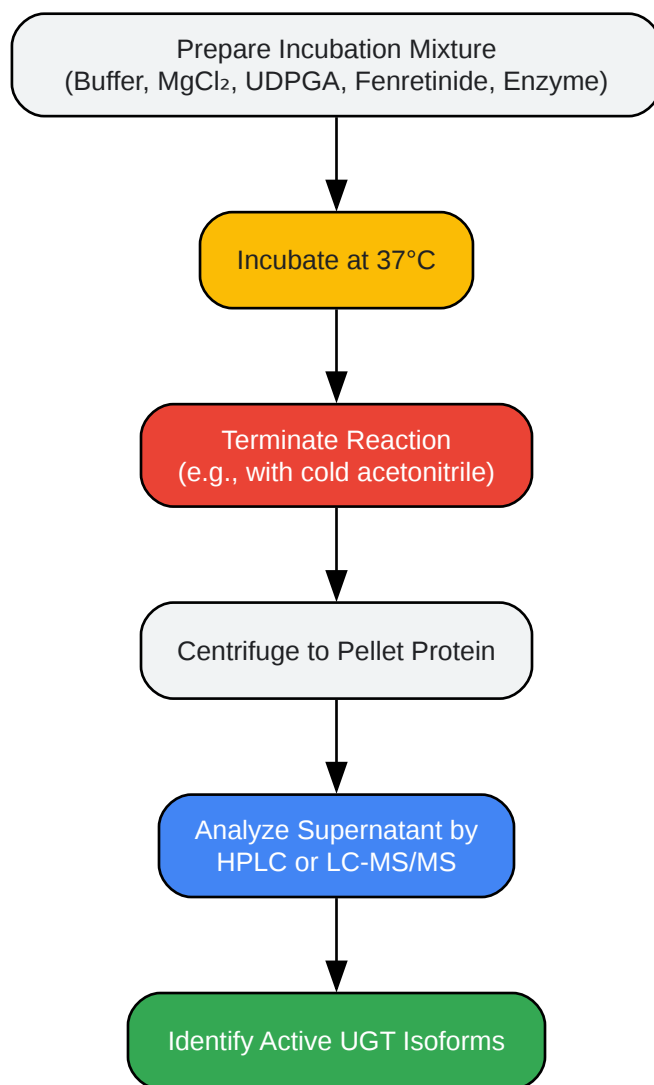 Prepare Incubation Mixture
(Buffer, MgCl₂, UDPGA, Fenretinide, Enzyme)
Incubate at 37°C
Terminate Reaction
(e.g., with cold acetonitrile)
Centrifuge to Pellet Protein
Analyze Supernatant by
HPLC or LC-MS/MS
Identify Active UGT Isoforms